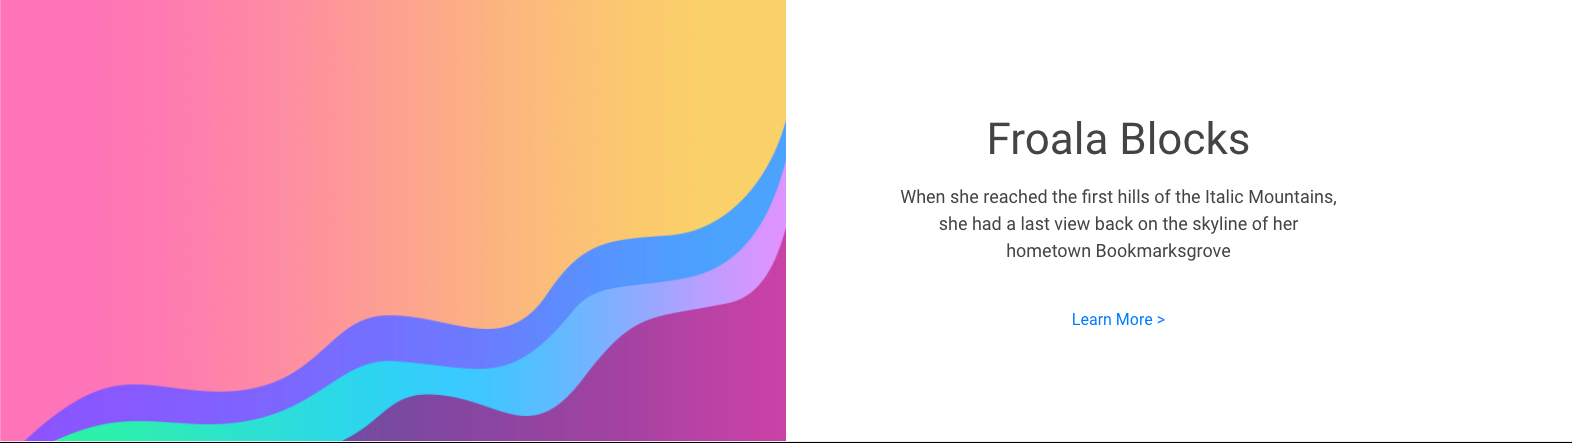 Froala Blocks
When she reached the first hills of the Italic Mountains,
she had a last view back on the skyline of her
hometown Bookmarksgrove
Learn More >